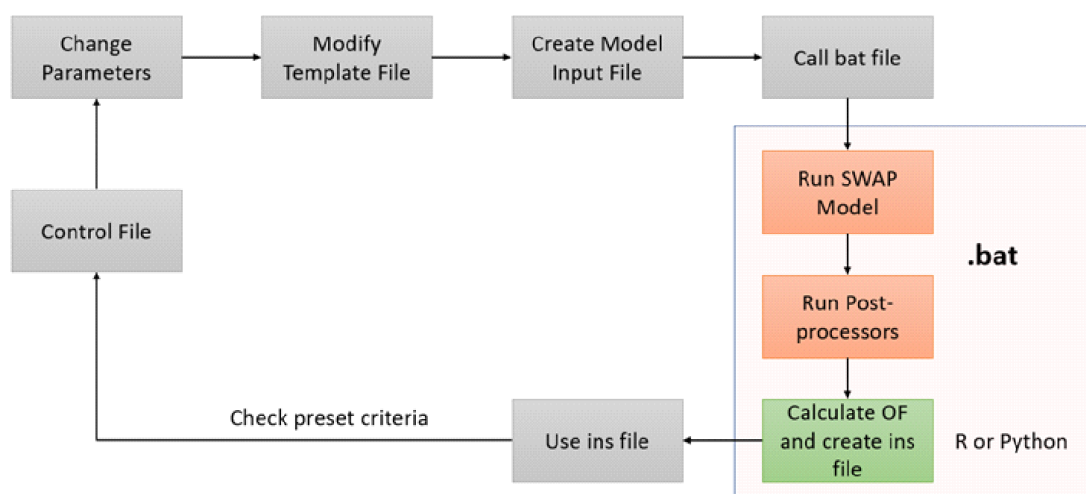 Change
Parameters
Modify
Template File
Create Model
Input File
Call bat file
Run SWAP
Model
Control File
.bat
Run Post-
processors
Check preset criteria
Use ins file
Calculate OF
and create ins
file
R or Python